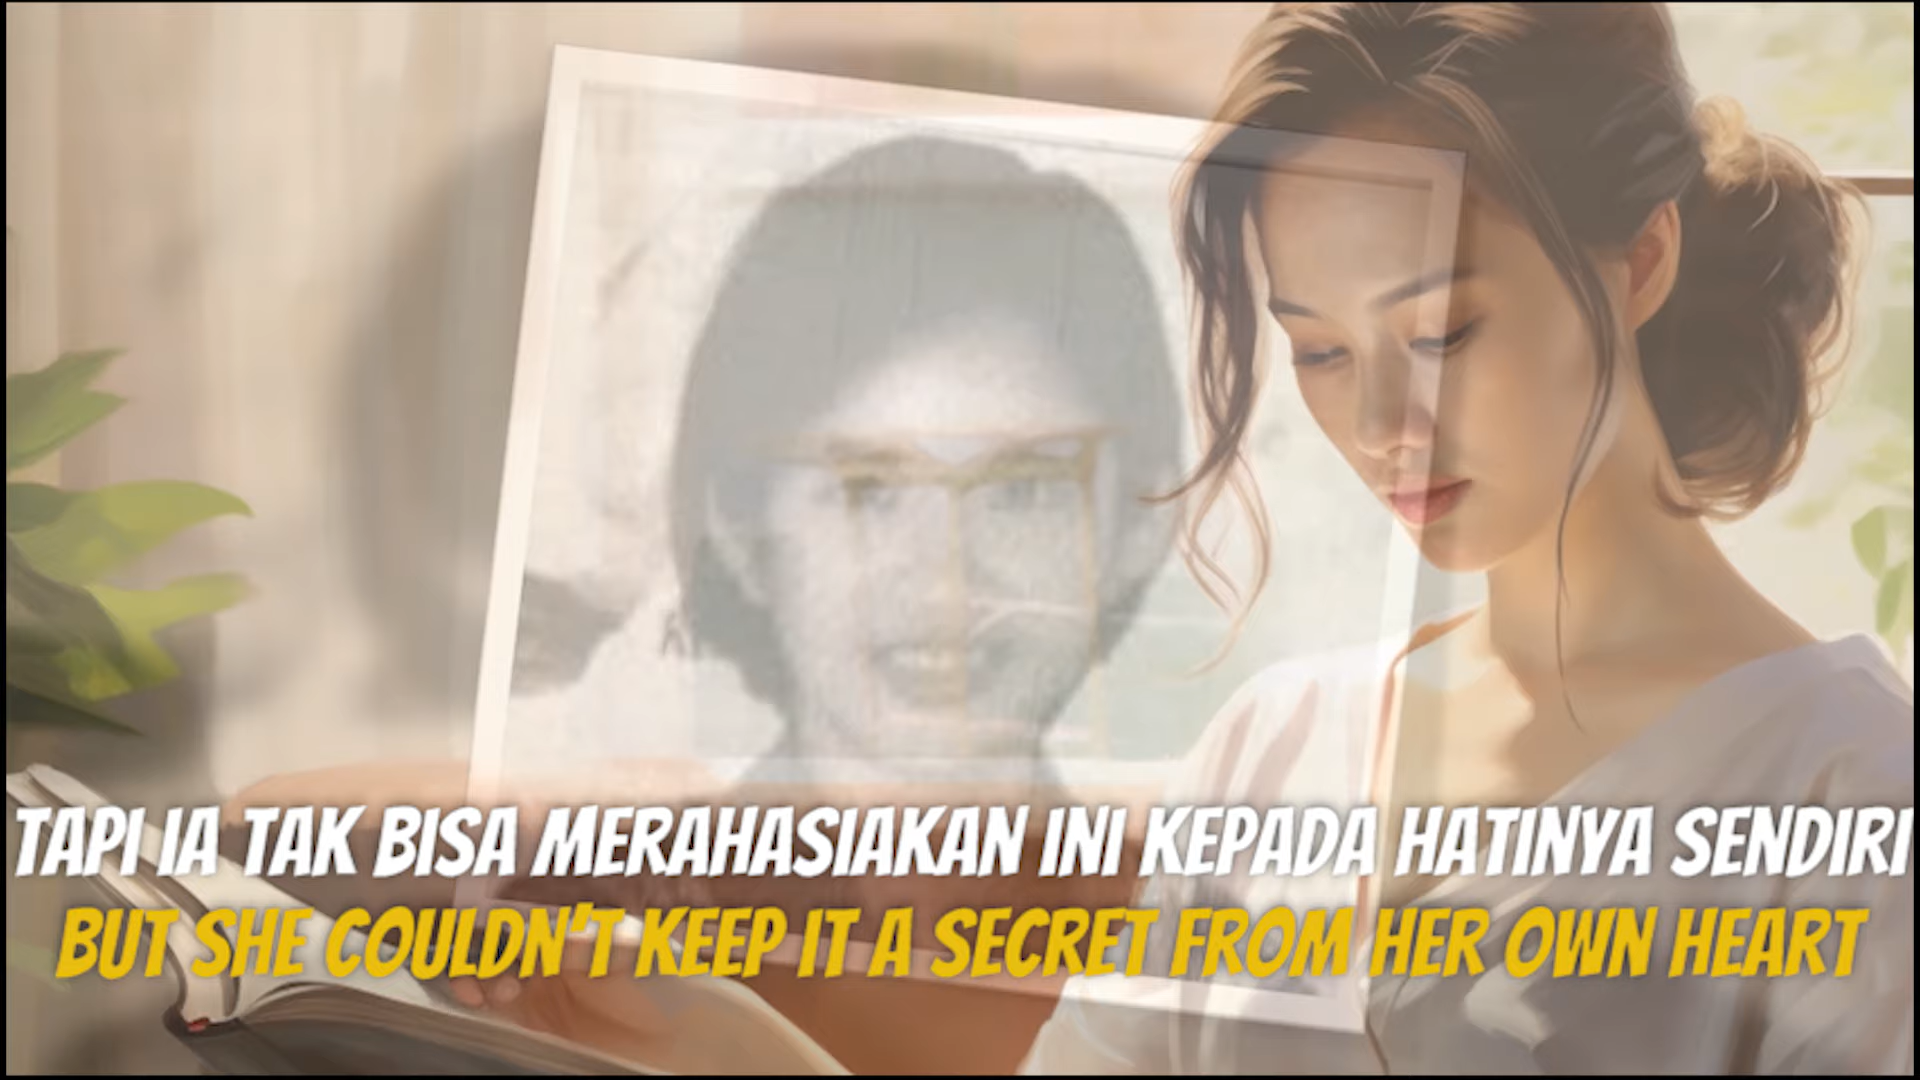 TAPI IA TAK BISA MERAHASIAKAN INI KEPADA HATINYA SENDIRI
BUT SHE COULDN'T KEEP IT A SECRET FROM HER OWN HEART